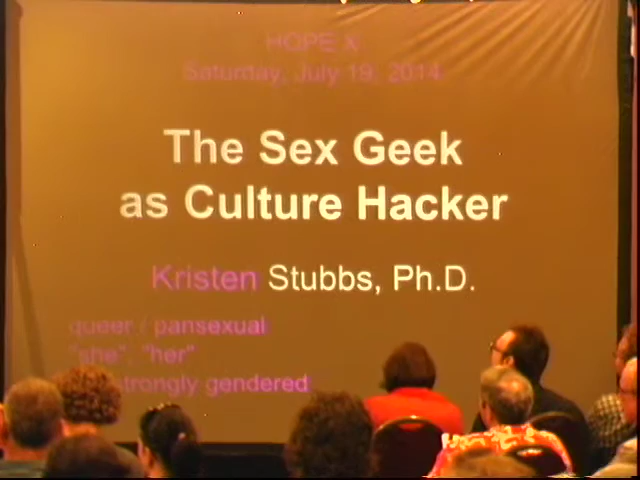 HOPE X
Saturday, July 19, 2014
The Sex Geek
as Culture Hacker
Kristen Stubbs, Ph.D.
queer / pansexual
"she", "her"
strongly gendered